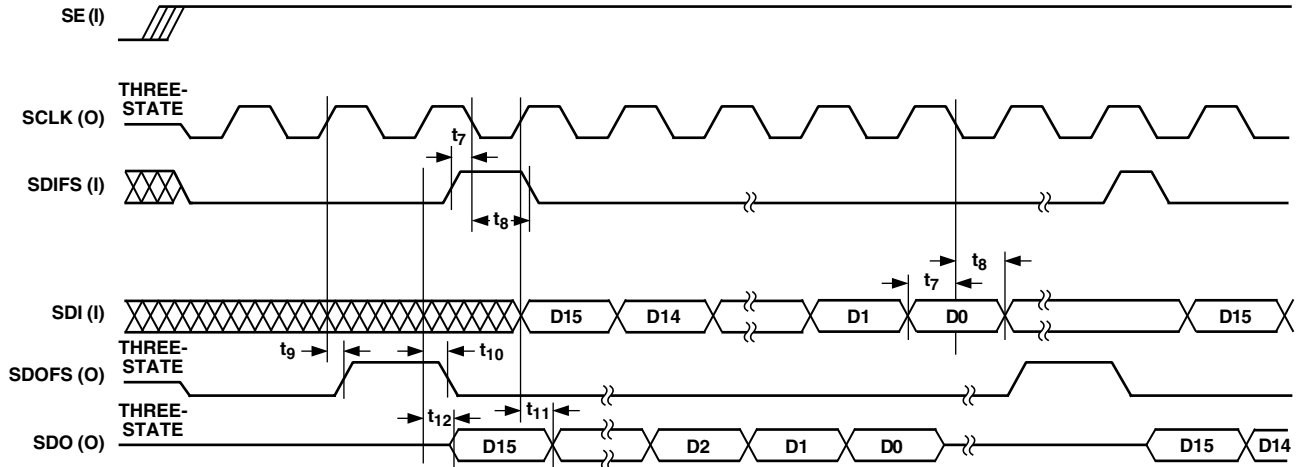 SE (I)
THREE-
STATE
SCLK (O)
t7
SDIFS (I)
t8
t8
t7
SDI (I)
D15
D14
D1
D0
D15
THREE-
STATE
t9
t10
SDOFS (O)
THREE-
STATE
t12
t11
SDO (O)
D15
D2
D1
D0
D15
D14